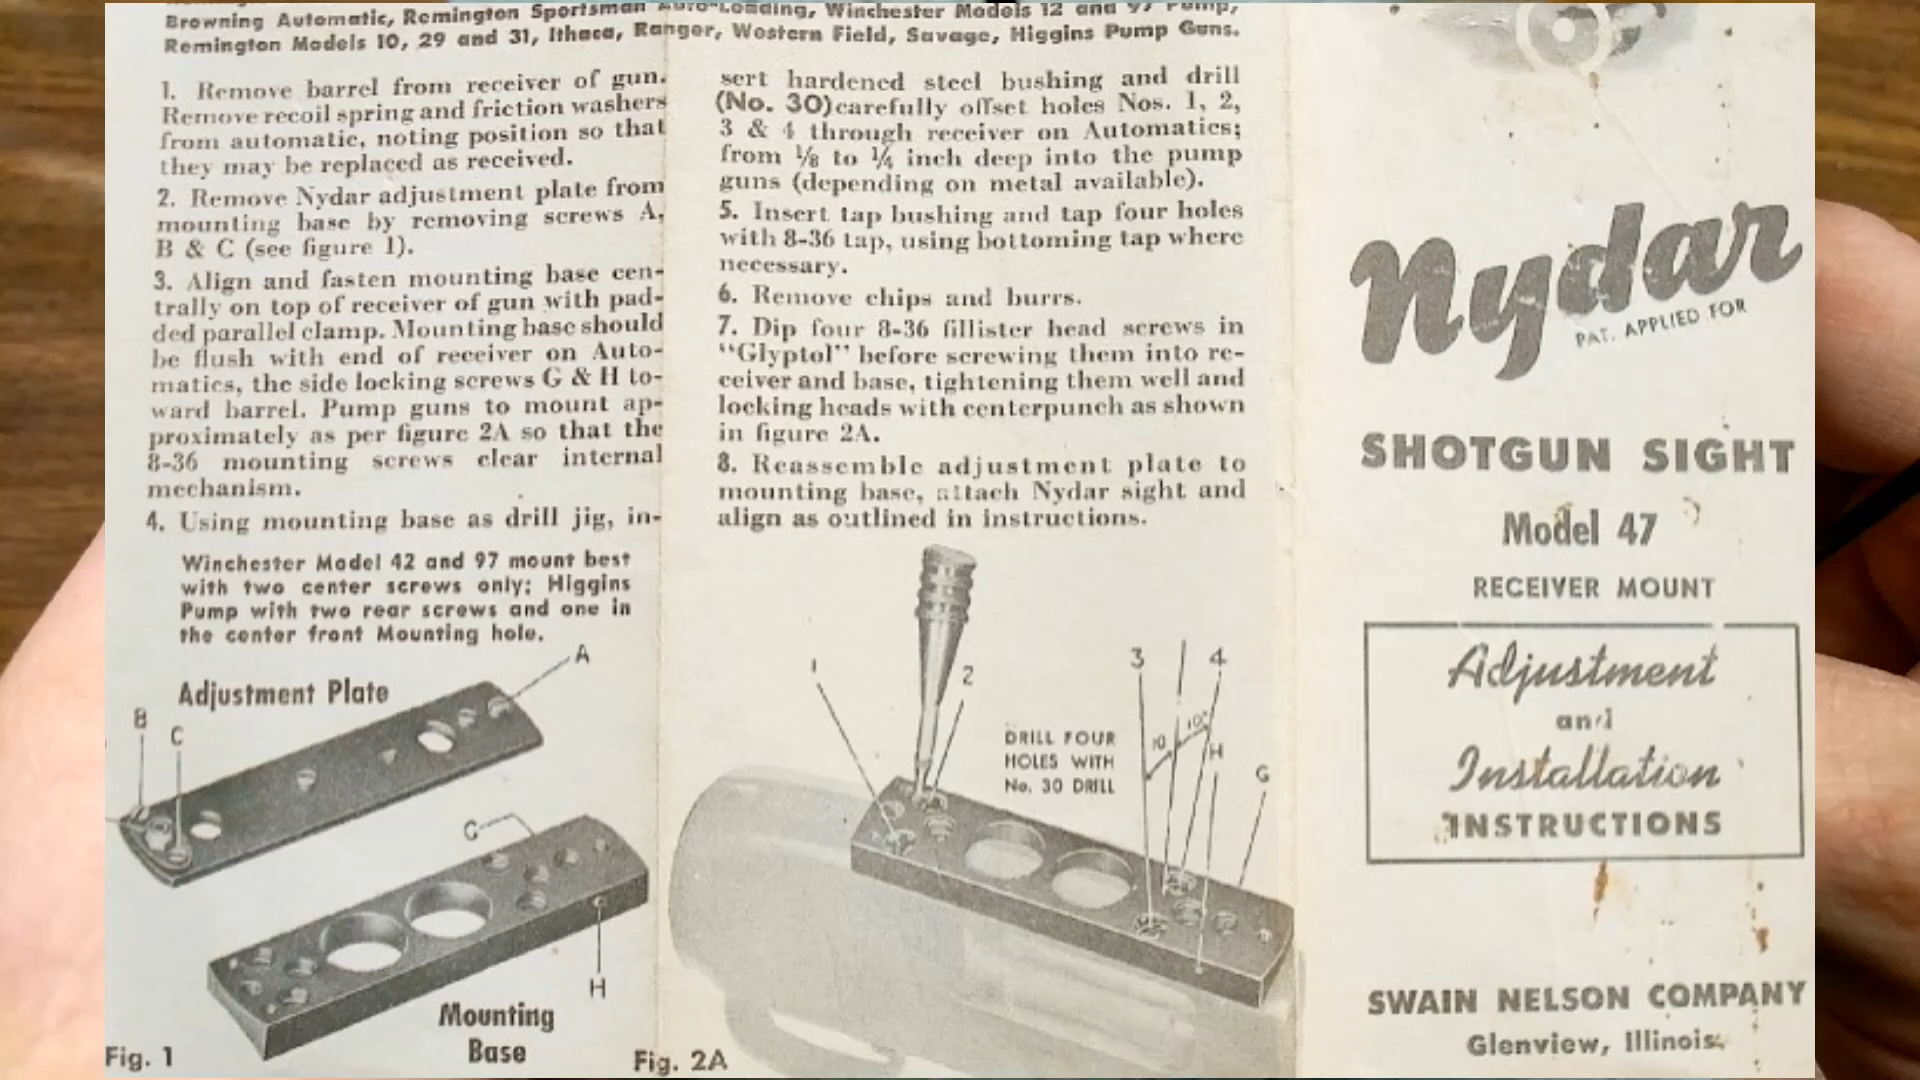 Browning Automatic, Remington Sportsman Auto-Loading, Winchester Models 12 and 97 Pump,
Remington Models 10, 29 and 31, Ithaca, Ranger, Western Field, Savage, Higgins Pump Guns.
1. Remove barrel from receiver of gun.
Remove recoil spring and friction washers
from automatic, noting position so that
they may be replaced as received.
2. Remove Nydar adjustment plate from
mounting base by removing screws A,
B & C (see figure 1).
3. Align and fasten mounting base cen-
trally on top of receiver of gun with pad-
ded parallel clamp. Mounting base should
be flush with end of receiver on Auto-
matics, the side locking screws G & H to-
ward barrel. Pump guns to mount ap-
proximately as per figure 2A so that the
8-36 mounting screws clear internal
mechanism.
4. Using mounting base as drill jig, in-
Winchester Model 42 and 97 mount best
with two center screws only; Higgins
Pump with two rear screws and one in
the center front Mounting hole.
A
Adjustment Plate
B
C
G
H
Mounting
Base
Fig. 1
sert hardened steel bushing and drill
(No. 30) carefully offset holes Nos. 1, 2,
3 & 4 through receiver on Automatics;
from ⅛ to ¼ inch deep into the pump
guns (depending on metal available).
5. Insert tap bushing and tap four holes
with 8-36 tap, using bottoming tap where
necessary.
6. Remove chips and burrs.
7. Dip four 8-36 fillister head screws in
"Glyptol" before screwing them into re-
ceiver and base, tightening them well and
locking heads with centerpunch as shown
in figure 2A.
8. Reassemble adjustment plate to
mounting base, attach Nydar sight and
align as outlined in instructions.
1
2
3
4
10
10°
H
G
DRILL FOUR
HOLES WITH
No. 30 DRILL
Fig. 2A
Nydar
PAT. APPLIED FOR
SHOTGUN SIGHT
Model 47
RECEIVER MOUNT
Adjustment
and
Installation
INSTRUCTIONS
SWAIN NELSON COMPANY
Glenview, Illinois